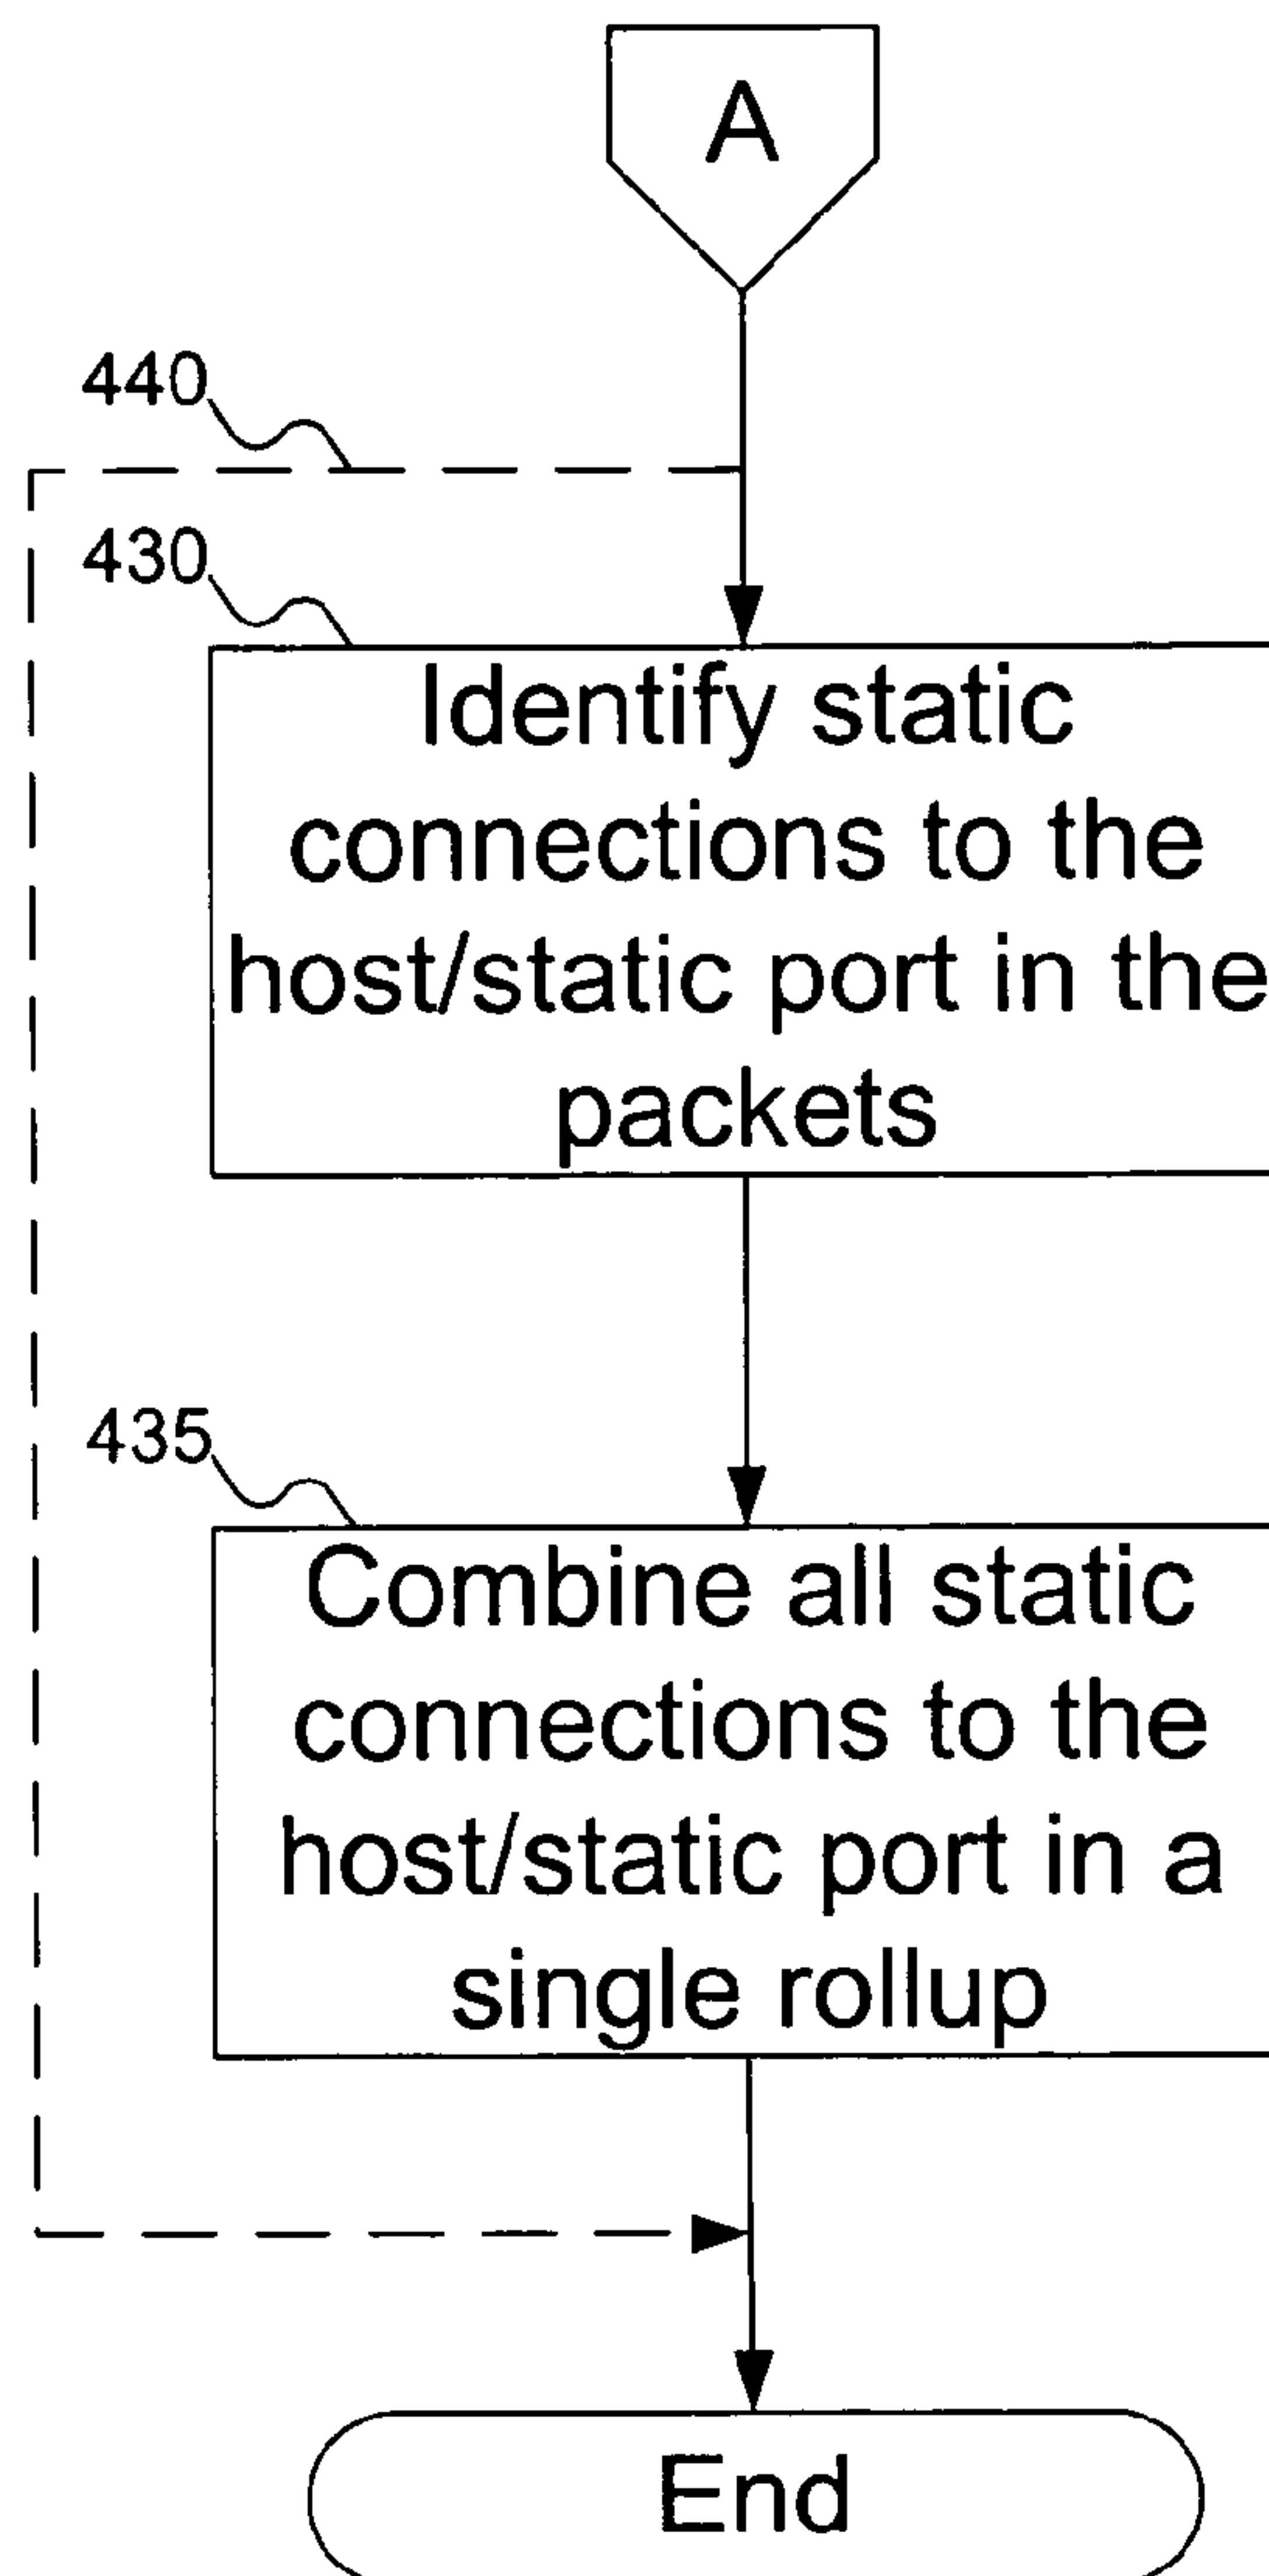 A
440
430
Identify static
connections to the
host/static port in the
packets
435
Combine all static
connections to the
host/static port in a
single rollup
End